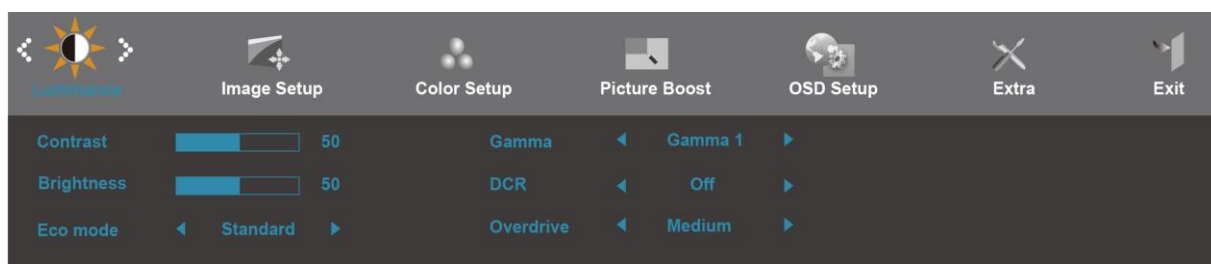 Luminance
Image Setup
Color Setup
Picture Boost
OSD Setup
Extra
Exit
Contrast 50 Gamma Gamma 1
Brightness 50 DCR Off
Eco mode Standard Overdrive Medium